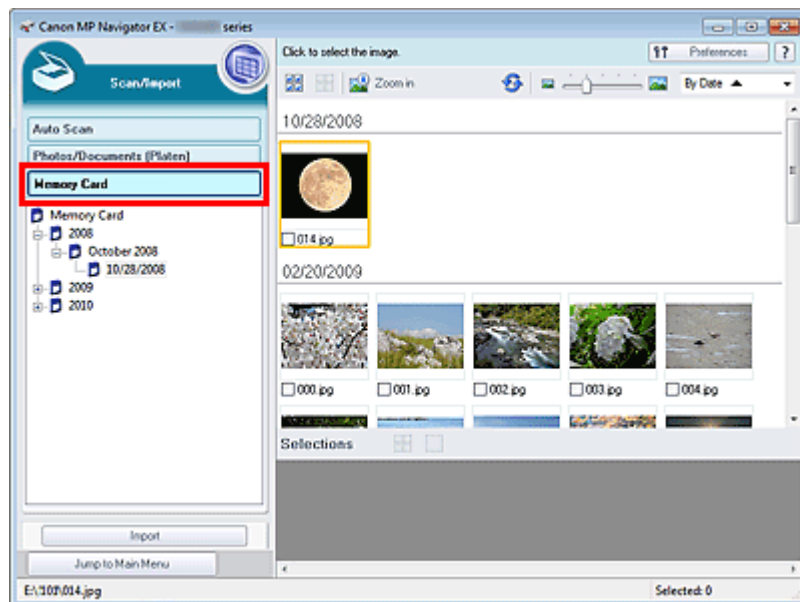 Canon MP Navigator EX - series
Click to select the image.
Preferences
?
Scan/Import
Zoom in
By Date
Auto Scan
Photos/Documents (Platen)
Memory Card
Memory Card
2008
October 2008
10/28/2008
2009
2010
10/28/2008
014.jpg
02/20/2009
000.jpg
001.jpg
002.jpg
003.jpg
004.jpg
Selections
Import
Jump to Main Menu
E:\101\014.jpg
Selected: 0